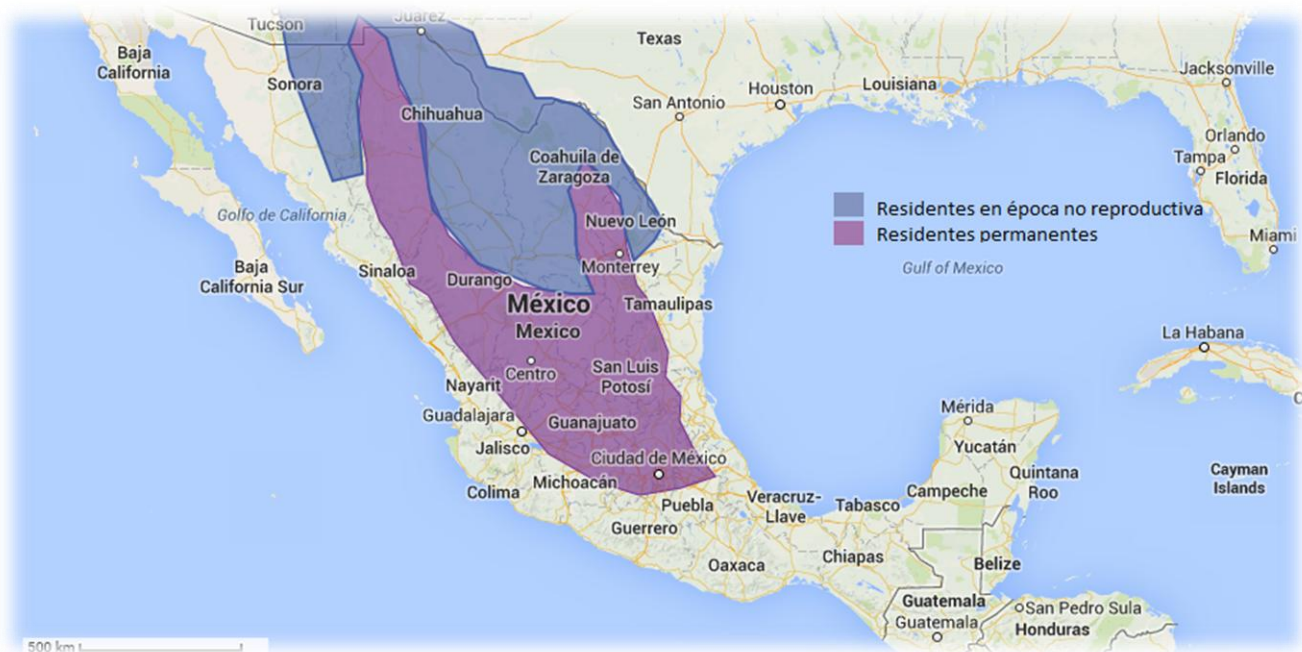 Tucson
Juárez
Baja
California
Sonora
Chihuahua
Texas
San Antonio
Houston
Louisiana
Jacksonville
Orlando
Tampa
Florida
Miami
Coahuila de
Zaragoza
Nuevo León
Monterrey
Golfo de California
Residentes en época no reproductiva
Residentes permanentes
Gulf of Mexico
Baja
California Sur
Sinaloa
Durango
México
Mexico
Tamaulipas
Centro
San Luis
Potosí
Nayarit
Guadalajara
Guanajuato
Jalisco
Ciudad de México
Colima
Michoacán
Puebla
Guerrero
Veracruz-
Llave
Tabasco
Oaxaca
Chiapas
La Habana
Mérida
Yucatán
Quintana
Roo
Campeche
Cayman
Islands
Belize
Guatemala
Guatemala
San Pedro Sula
Honduras
500 km